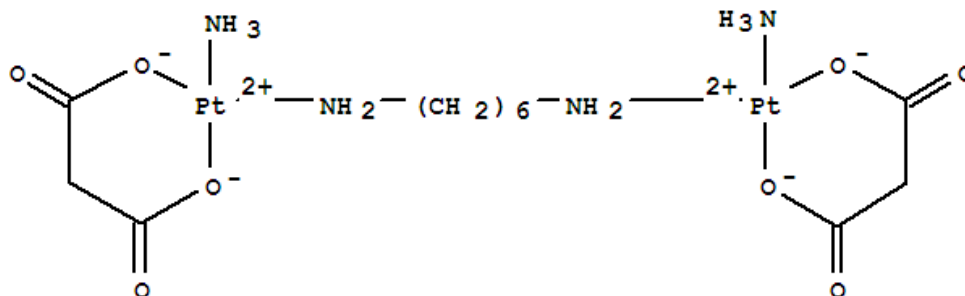 NH3 H3N
O O- O- O
Pt 2+ NH2 (CH2)6 NH2 2+ Pt
O- O-
O O